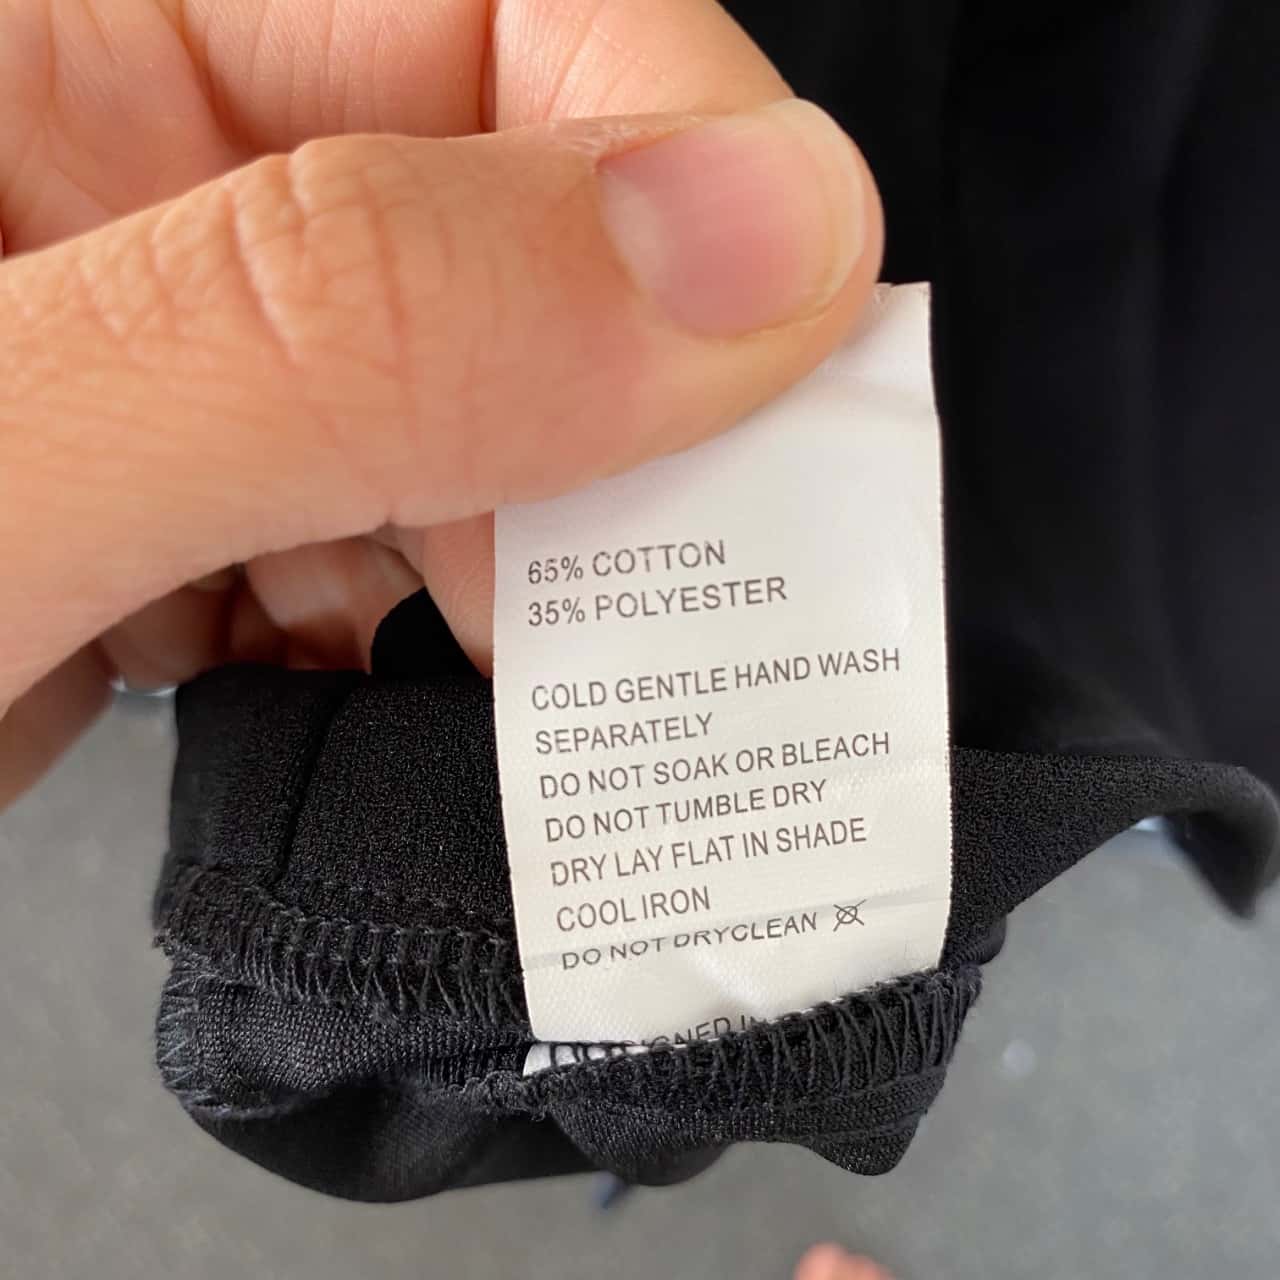 65% COTTON
35% POLYESTER
COLD GENTLE HAND WASH
SEPARATELY
DO NOT SOAK OR BLEACH
DO NOT TUMBLE DRY
DRY LAY FLAT IN SHADE
COOL IRON
DO NOT DRYCLEAN